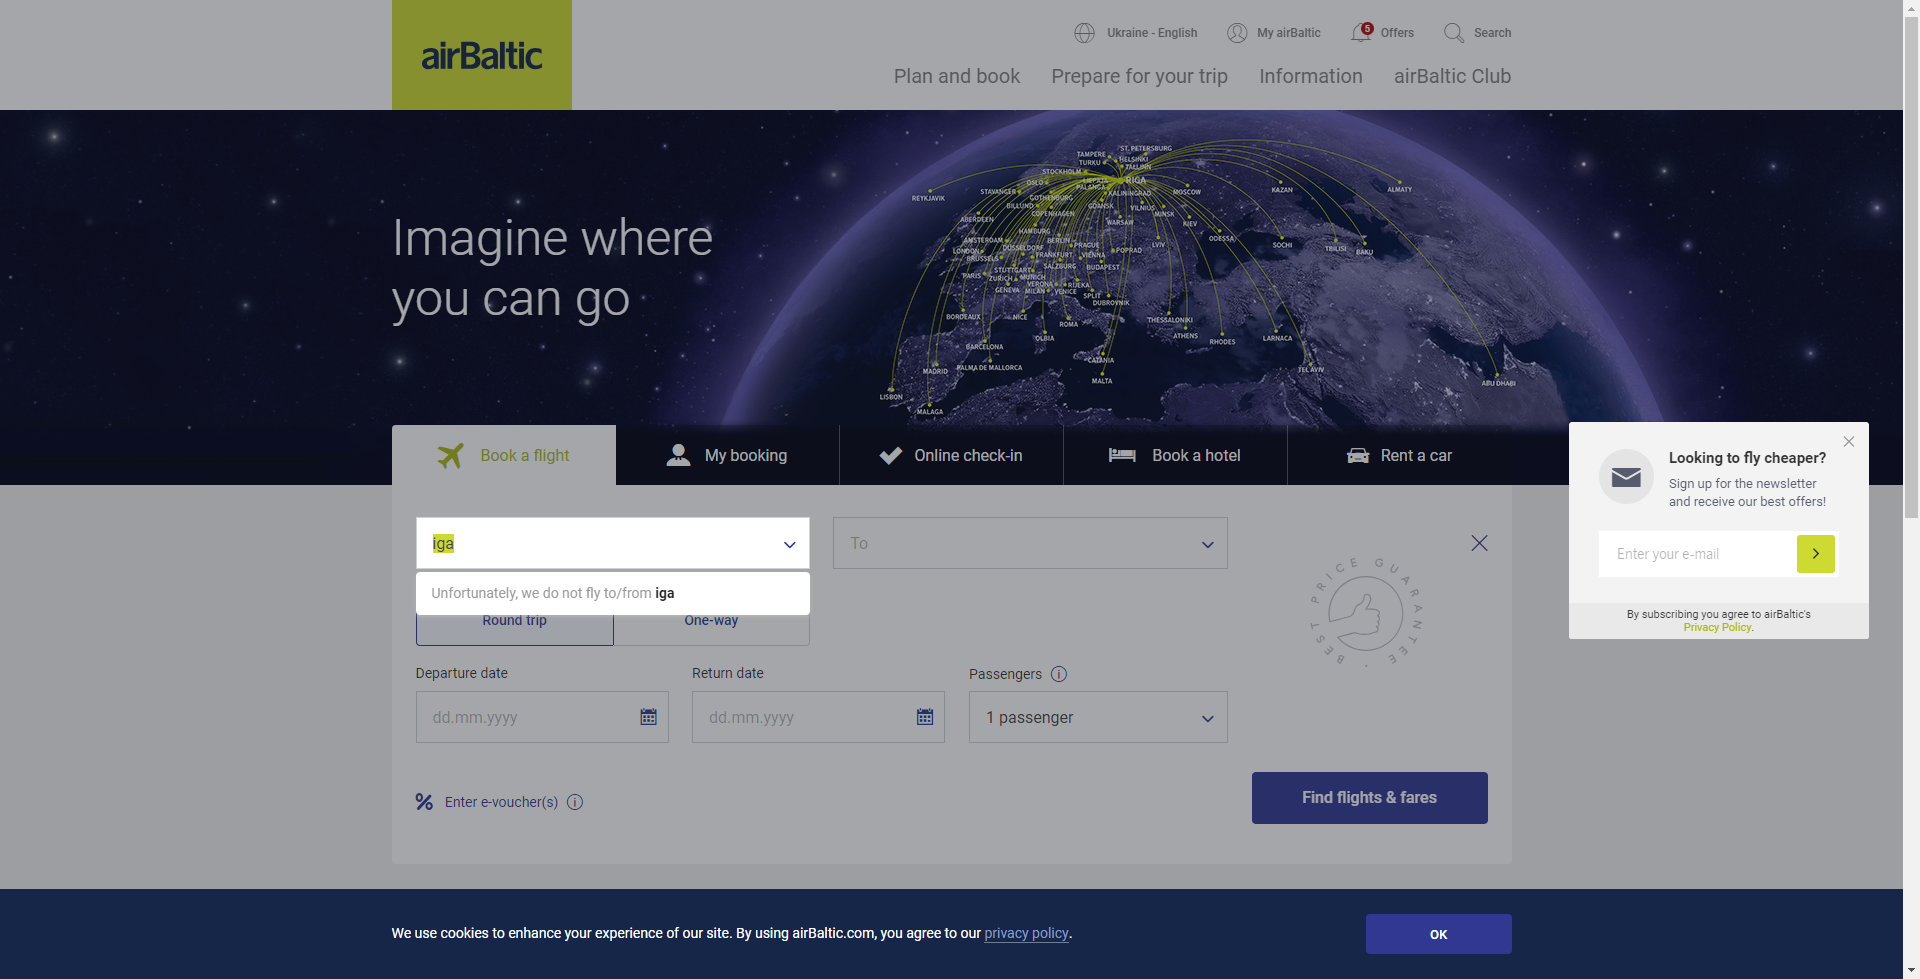 airBaltic
Ukraine - English
My airBaltic
5
Offers
Search
Plan and book
Prepare for your trip
Information
airBaltic Club
Imagine where
you can go
ST. PETERSBURG
TAMPERE
HELSINKI
TURKU
TALLINN
STOCKHOLM
RIGA
OSLO
LIEPAJA
PALANGA
STAVANGER
KALININGRAD
MOSCOW
KAZAN
ALMATY
REYKJAVIK
GOTHENBURG
BILLUND
GDANSK
VILNIUS
COPENHAGEN
MINSK
ABERDEEN
WARSAW
KIEV
HAMBURG
ODESSA
AMSTERDAM
BERLIN
DUSSELDORF
PRAGUE
LVIV
SOCHI
TBILISI
BAKU
LONDON
BRUSSELS
FRANKFURT
VIENNA
POPRAD
STUTTGART
SALZBURG
BUDAPEST
PARIS
ZURICH
MUNICH
VERONA
RIJEKA
GENEVA
MILAN
VENICE
SPLIT
DUBROVNIK
BORDEAUX
NICE
ROMA
THESSALONIKI
OLBIA
ATHENS
RHODES
LARNACA
BARCELONA
CATANIA
MADRID
PALMA DE MALLORCA
TEL AVIV
MALTA
ABU DHABI
LISBON
MALAGA
Book a flight
My booking
Online check-in
Book a hotel
Rent a car
iga
To
Unfortunately, we do not fly to/from iga
Round trip
One-way
BEST PRICE GUARANTEE
Departure date
Return date
Passengers
dd.mm.yyyy
dd.mm.yyyy
1 passenger
Enter e-voucher(s)
Find flights & fares
Looking to fly cheaper?
Sign up for the newsletter
and receive our best offers!
Enter your e-mail
By subscribing you agree to airBaltic's
Privacy Policy.
We use cookies to enhance your experience of our site. By using airBaltic.com, you agree to our privacy policy.
OK